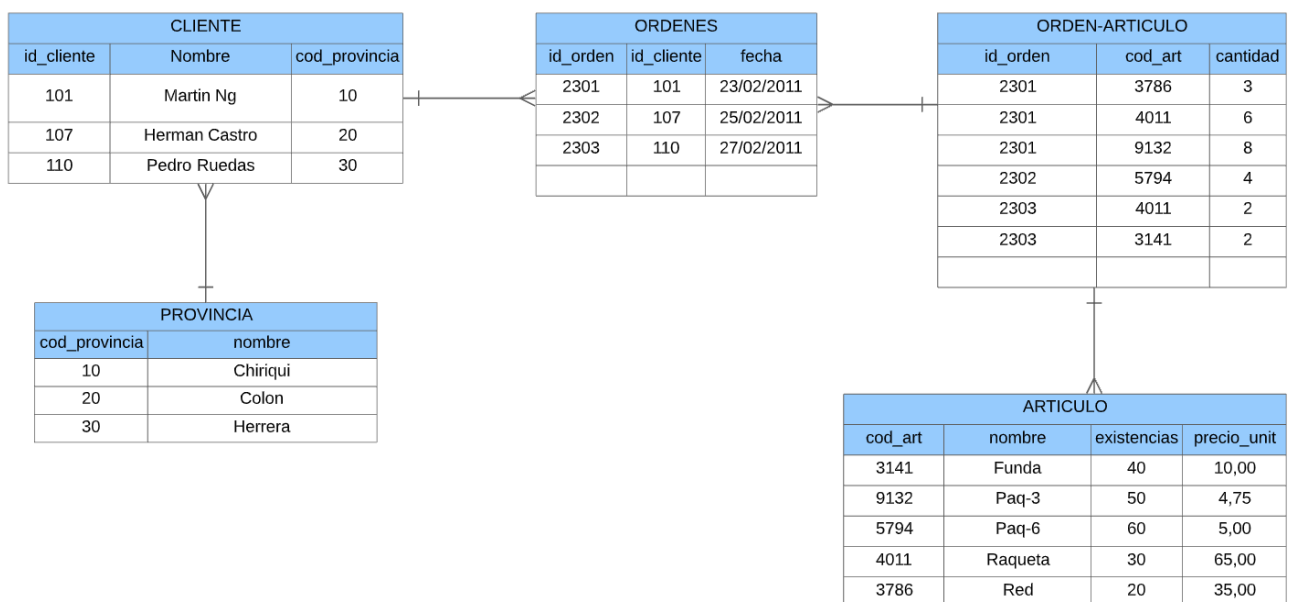 CLIENTE
id_cliente Nombre cod_provincia
101 Martin Ng 10
107 Herman Castro 20
110 Pedro Ruedas 30
ORDENES
id_orden id_cliente fecha
2301 101 23/02/2011
2302 107 25/02/2011
2303 110 27/02/2011
ORDEN-ARTICULO
id_orden cod_art cantidad
2301 3786 3
2301 4011 6
2301 9132 8
2302 5794 4
2303 4011 2
2303 3141 2
PROVINCIA
cod_provincia nombre
10 Chiriqui
20 Colon
30 Herrera
ARTICULO
cod_art nombre existencias precio_unit
3141 Funda 40 10,00
9132 Paq-3 50 4,75
5794 Paq-6 60 5,00
4011 Raqueta 30 65,00
3786 Red 20 35,00